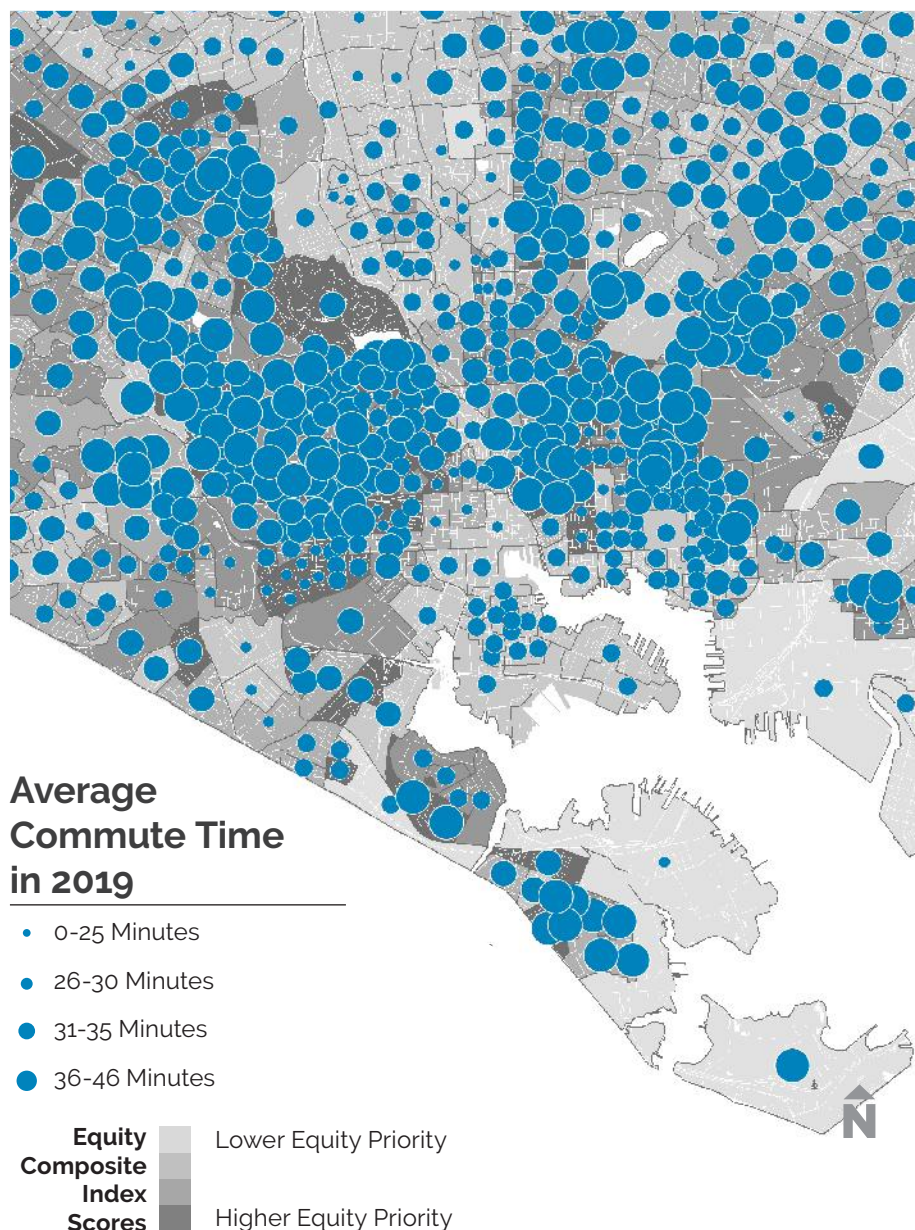 Average
Commute Time
in 2019
0-25 Minutes
26-30 Minutes
31-35 Minutes
36-46 Minutes
Equity
Composite
Index
Scores
Lower Equity Priority
Higher Equity Priority
N